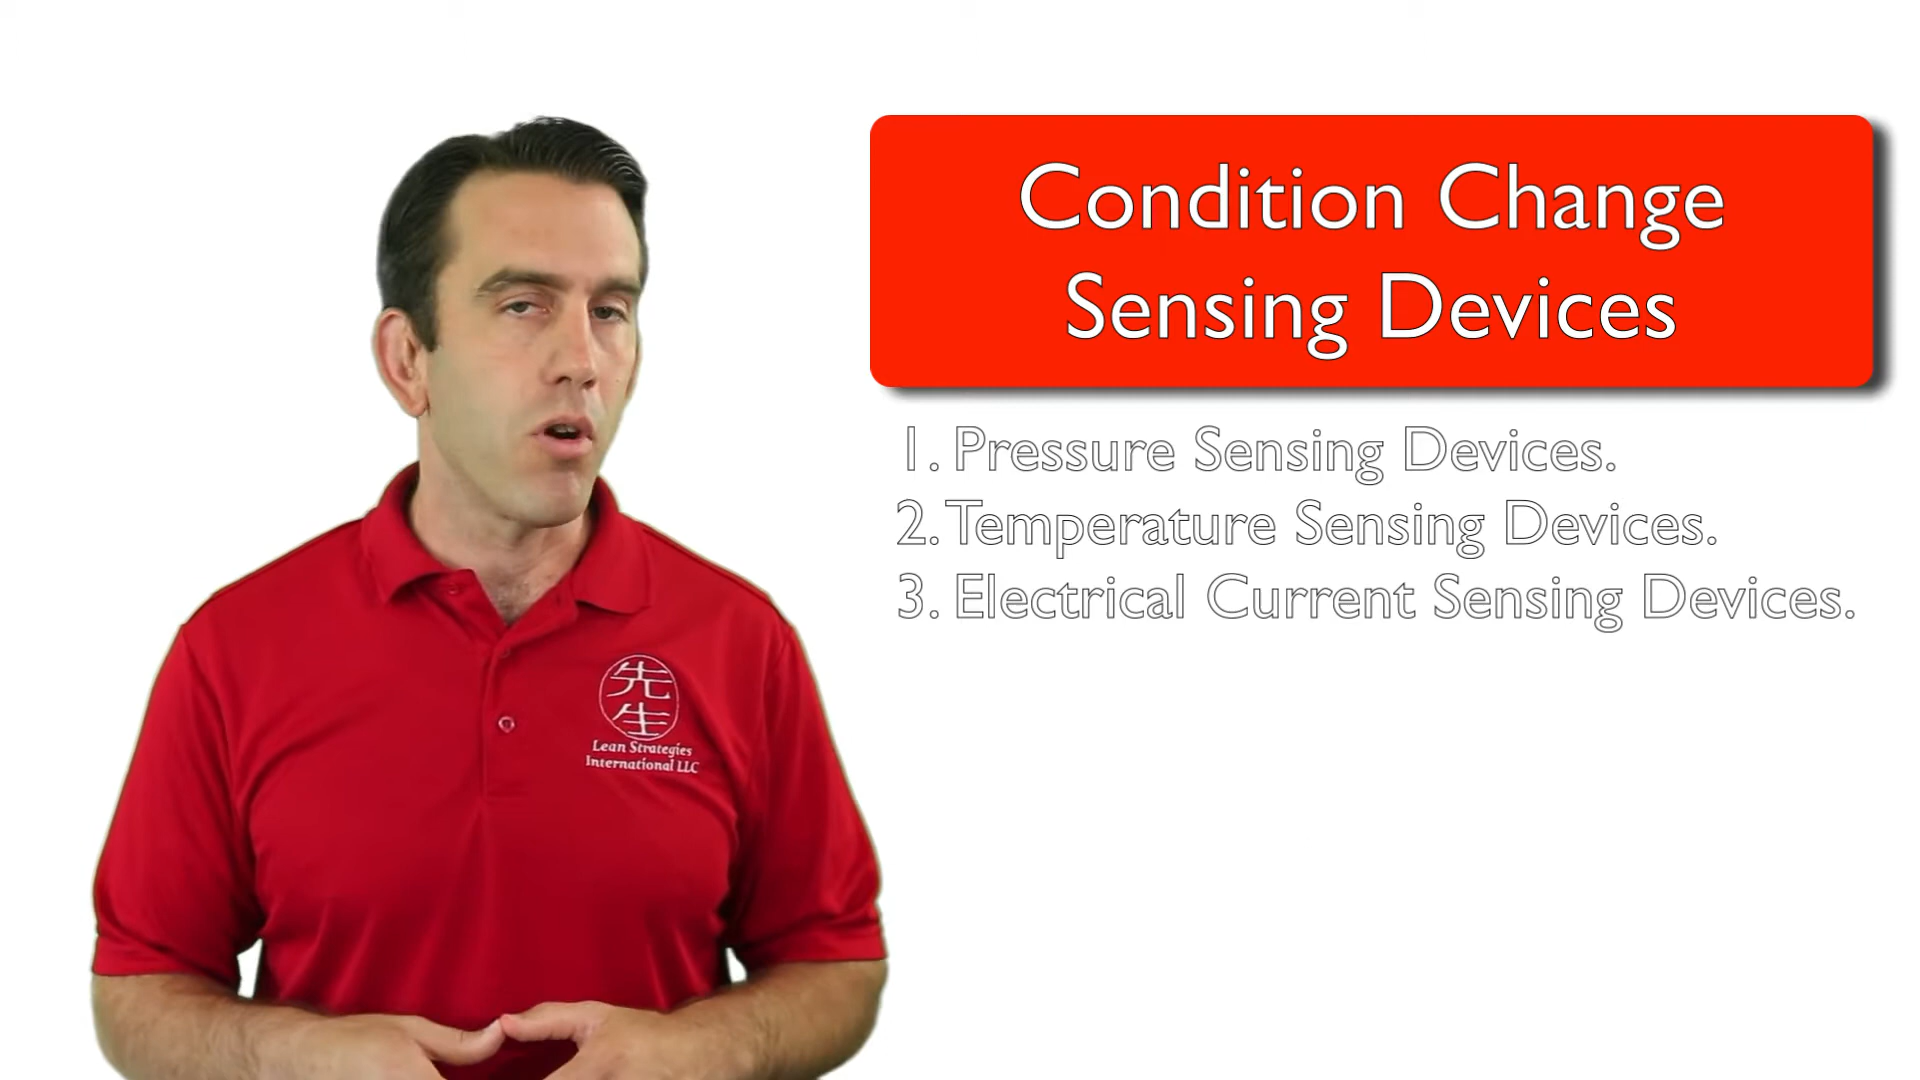 Condition Change
Sensing Devices
1. Pressure Sensing Devices.
2. Temperature Sensing Devices.
3. Electrical Current Sensing Devices.
先
生
Lean Strategies
International LLC